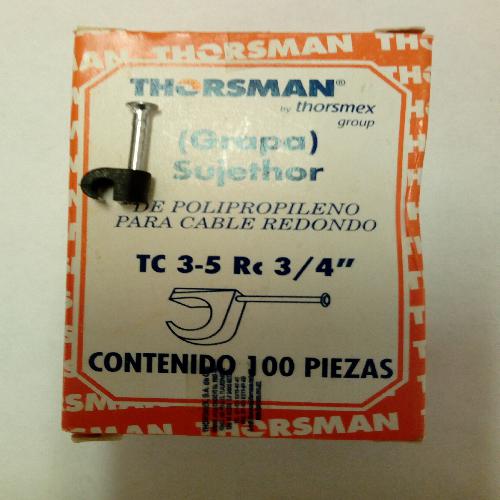 THORSMAN
THORSMAN®
by thorsmex
group
(Grapa)
Sujethor
DE POLIPROPILENO
PARA CABLE REDONDO
TC 3-5 Rc 3/4"
CONTENIDO 100 PIEZAS
THORSMAN